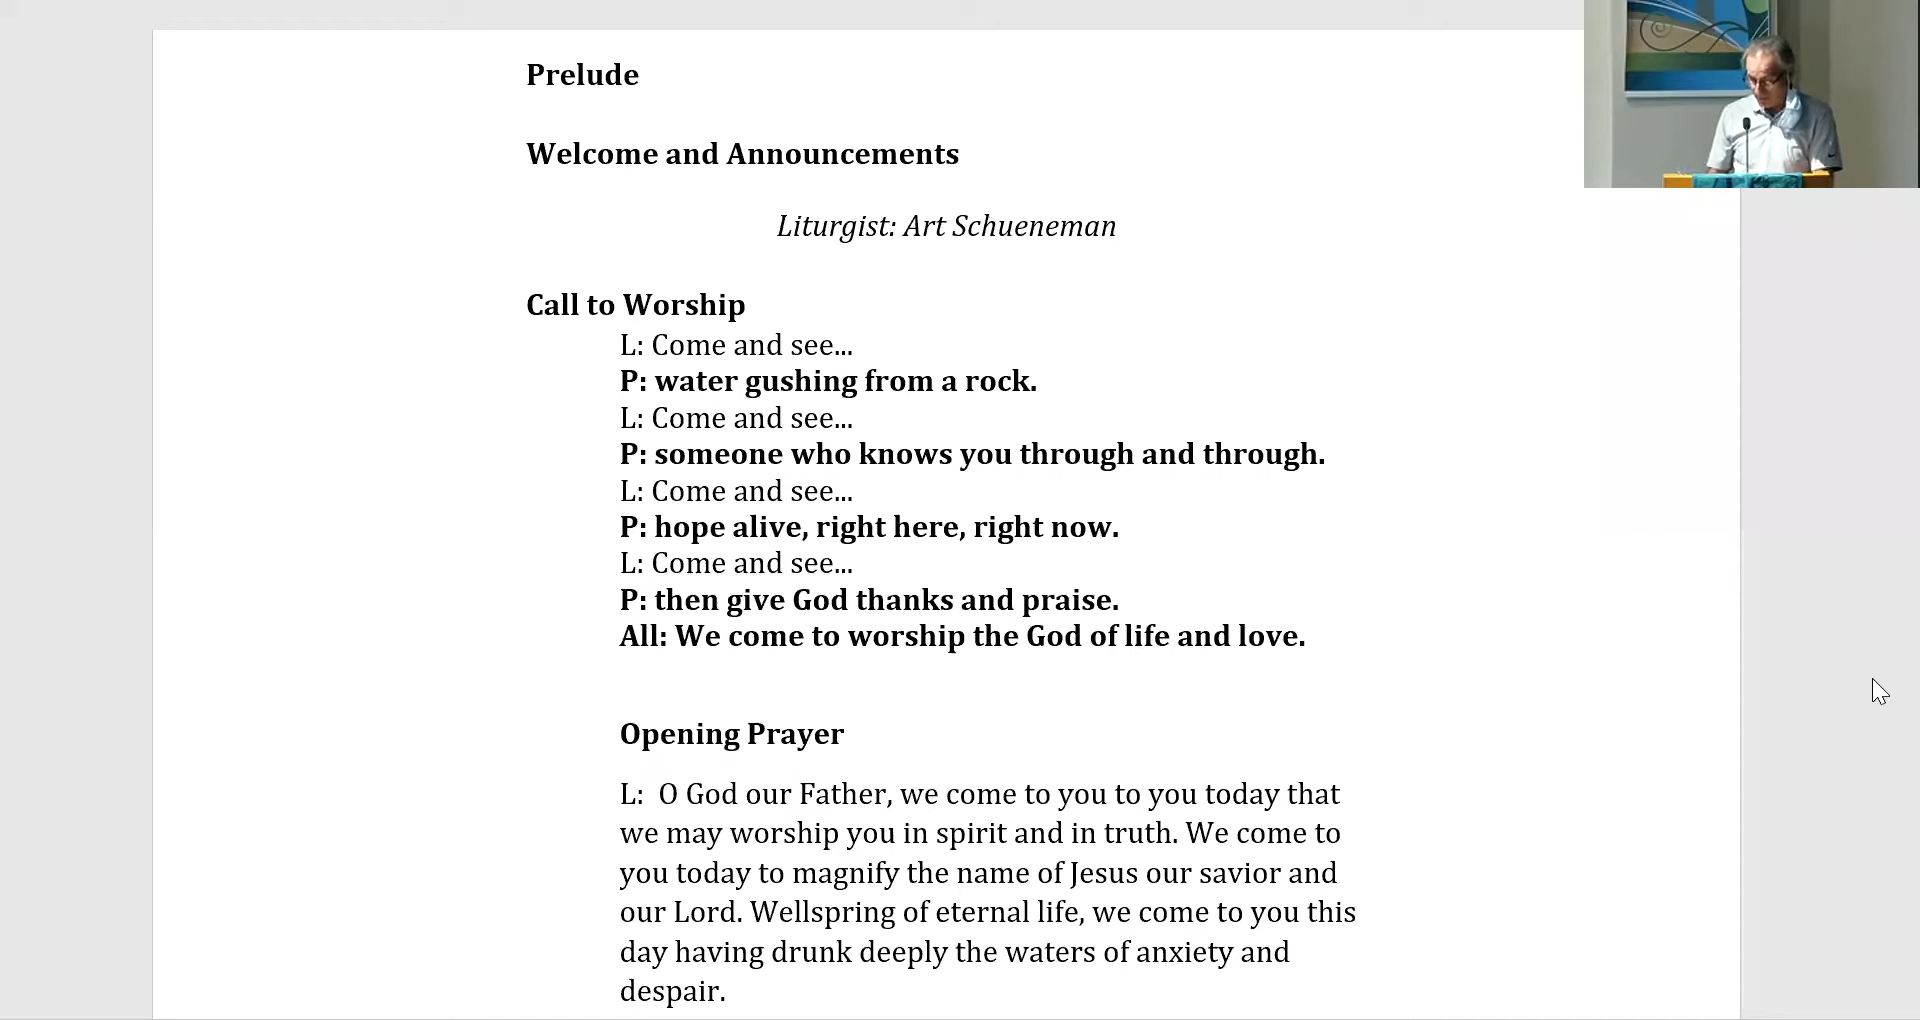 Prelude
Welcome and Announcements
Liturgist: Art Schueneman
Call to Worship
L: Come and see...
P: water gushing from a rock.
L: Come and see...
P: someone who knows you through and through.
L: Come and see...
P: hope alive, right here, right now.
L: Come and see...
P: then give God thanks and praise.
All: We come to worship the God of life and love.
Opening Prayer
L:  O God our Father, we come to you to you today that
we may worship you in spirit and in truth. We come to
you today to magnify the name of Jesus our savior and
our Lord. Wellspring of eternal life, we come to you this
day having drunk deeply the waters of anxiety and
despair.